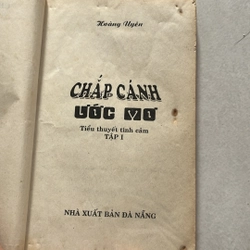 Hoàng Uyên
CHẮP CÁNH
ƯỚC MƠ
Tiểu thuyết tình cảm
TẬP I
NHÀ XUẤT BẢN ĐÀ NẴNG